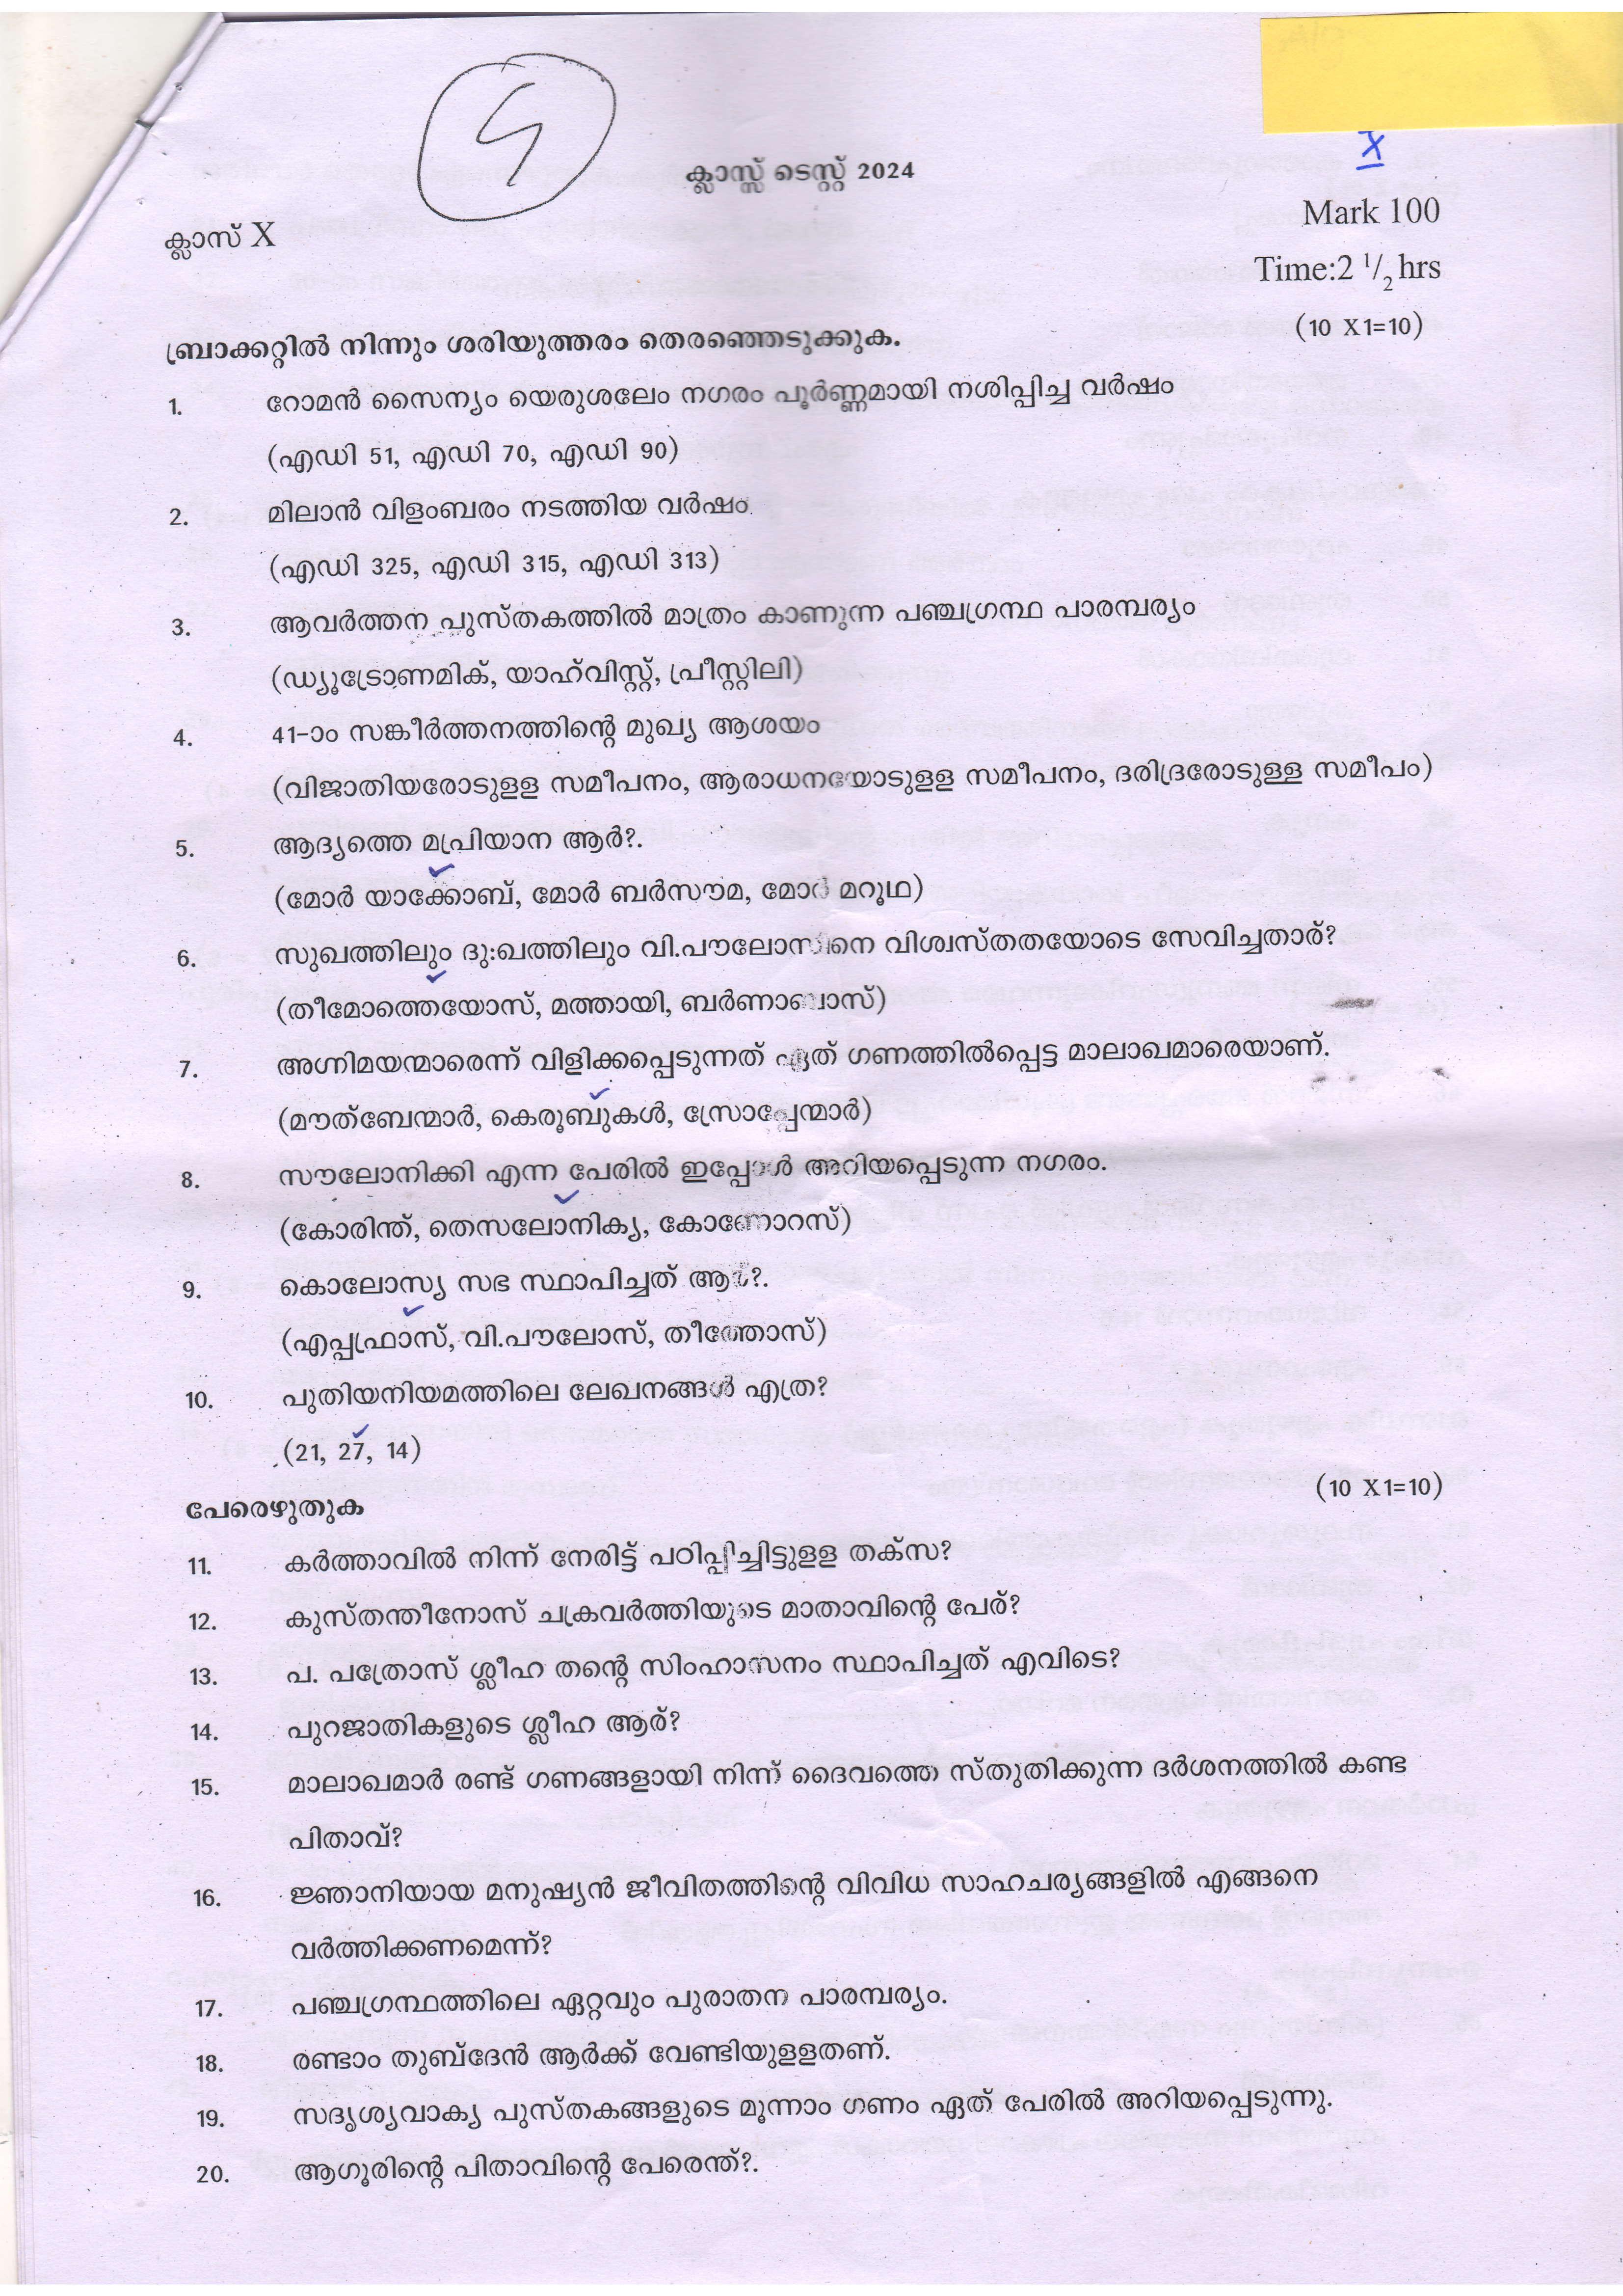 4
ക്ലാസ്സ് ടെസ്റ്റ് 2024
X
ക്ലാസ് X
Mark 100
Time:2 1/2 hrs
ബ്രാക്കറ്റിൽ നിന്നും ശരിയുത്തരം തെരഞ്ഞെടുക്കുക. (10 X1=10)
1. റോമൻ സൈന്യം യെരുശലേം നഗരം പൂർണ്ണമായി നശിപ്പിച്ച വർഷം
(എഡി 51, എഡി 70, എഡി 90)
2. മിലാൻ വിളംബരം നടത്തിയ വർഷം
(എഡി 325, എഡി 315, എഡി 313)
3. ആവർത്തന പുസ്തകത്തിൽ മാത്രം കാണുന്ന പഞ്ചഗ്രന്ഥ പാരമ്പര്യം
(ഡ്യൂട്രോണമിക്, യാഹ്‌വിസ്റ്റ്, പ്രീസ്റ്റിലി)
4. 41-ാം സങ്കീർത്തനത്തിന്റെ മുഖ്യ ആശയം
(വിജാതിയരോടുളള സമീപനം, ആരാധനയോടുളള സമീപനം, ദരിദ്രരോടുള്ള സമീപം)
5. ആദ്യത്തെ മപ്രിയാന ആർ?.
(മോർ യാക്കോബ്, മോർ ബർസൗമ, മോർ മറൂഥ)
6. സുഖത്തിലും ദു:ഖത്തിലും വി.പൗലോസിനെ വിശ്വസ്തതയോടെ സേവിച്ചതാര്?
(തീമോത്തെയോസ്, മത്തായി, ബർണാബാസ്)
7. അഗ്നിമയന്മാരെന്ന് വിളിക്കപ്പെടുന്നത് ഏത് ഗണത്തിൽപ്പെട്ട മാലാഖമാരെയാണ്.
(മൗത്ബേന്മാർ, കെരൂബുകൾ, സ്രോപ്പേന്മാർ)
8. സൗലോനിക്കി എന്ന പേരിൽ ഇപ്പോൾ അറിയപ്പെടുന്ന നഗരം.
(കോരിന്ത്, തെസലോനിക്യ, കോണോറസ്)
9. കൊലോസ്യ സഭ സ്ഥാപിച്ചത് ആര്?.
(എപ്പഫ്രാസ്, വി.പൗലോസ്, തീത്തോസ്)
10. പുതിയനിയമത്തിലെ ലേഖനങ്ങൾ എത്ര?
(21, 27, 14)
പേരെഴുതുക (10 X1=10)
11. കർത്താവിൽ നിന്ന് നേരിട്ട് പഠിപ്പിച്ചിട്ടുളള തക്സ?
12. കുസ്തന്തീനോസ് ചക്രവർത്തിയുടെ മാതാവിന്റെ പേര്?
13. പ. പത്രോസ് ശ്ലീഹ തന്റെ സിംഹാസനം സ്ഥാപിച്ചത് എവിടെ?
14. പുറജാതികളുടെ ശ്ലീഹ ആര്?
15. മാലാഖമാർ രണ്ട് ഗണങ്ങളായി നിന്ന് ദൈവത്തെ സ്തുതിക്കുന്ന ദർശനത്തിൽ കണ്ട
പിതാവ്?
16. ജ്ഞാനിയായ മനുഷ്യൻ ജീവിതത്തിന്റെ വിവിധ സാഹചര്യങ്ങളിൽ എങ്ങനെ
വർത്തിക്കണമെന്ന്?
17. പഞ്ചഗ്രന്ഥത്തിലെ ഏറ്റവും പുരാതന പാരമ്പര്യം.
18. രണ്ടാം തുബ്ദേൻ ആർക്ക് വേണ്ടിയുളളതണ്.
19. സദൃശ്യവാക്യ പുസ്തകങ്ങളുടെ മൂന്നാം ഗണം ഏത് പേരിൽ അറിയപ്പെടുന്നു.
20. ആഗൂരിന്റെ പിതാവിന്റെ പേരെന്ത്?.